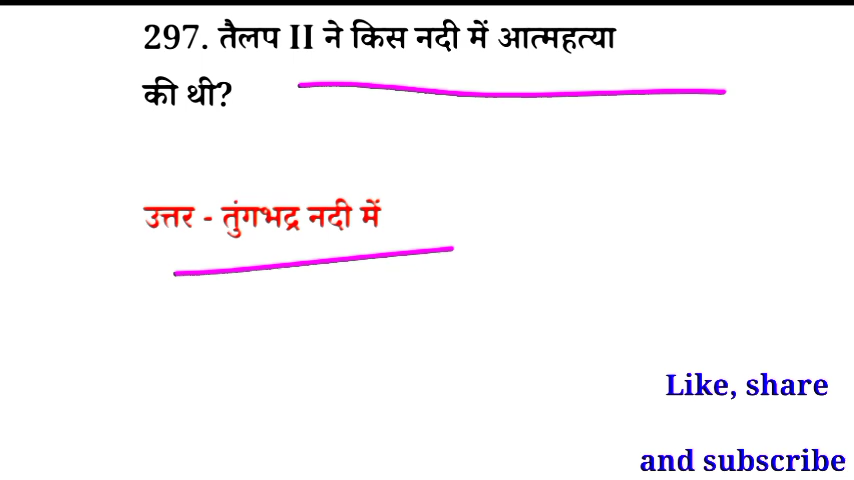 297. तैलप II ने किस नदी में आत्महत्या
की थी?
उत्तर - तुंगभद्र नदी में
Like, share
and subscribe